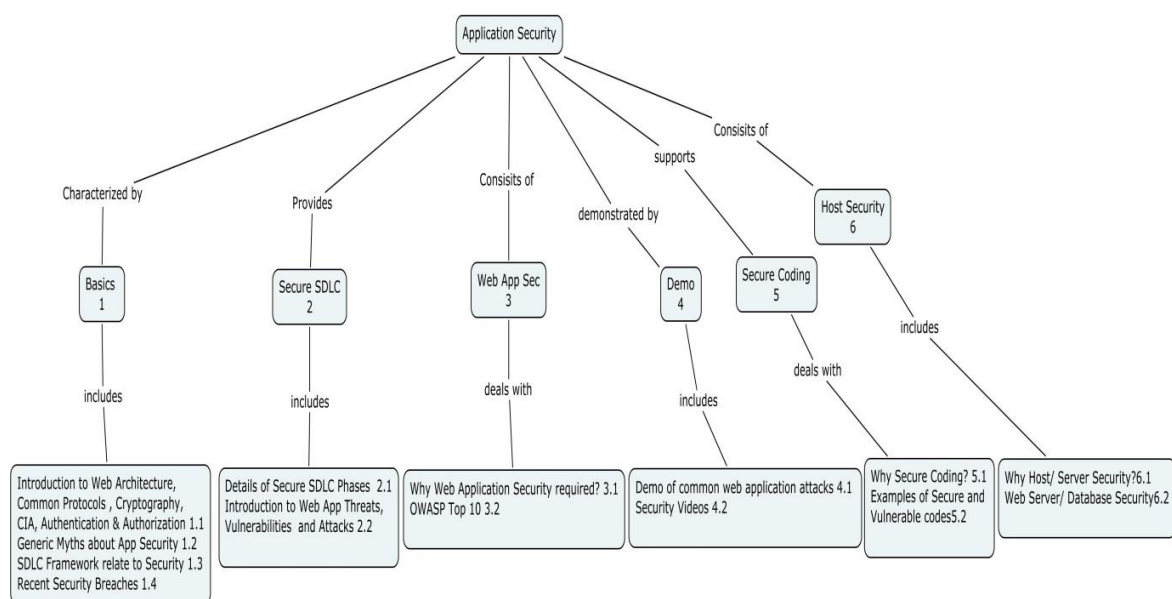 Application Security
Consisits of
supports
Characterized by
Provides
Consisits of
demonstrated by
Host Security
6
Basics
1
Secure SDLC
2
Web App Sec
3
Demo
4
Secure Coding
5
includes
includes
includes
deals with
includes
deals with
Introduction to Web Architecture,
Common Protocols , Cryptography,
CIA, Authentication & Authorization 1.1
Generic Myths about App Security 1.2
SDLC Framework relate to Security 1.3
Recent Security Breaches 1.4
Details of Secure SDLC Phases 2.1
Introduction to Web App Threats,
Vulnerabilities and Attacks 2.2
Why Web Application Security required? 3.1
OWASP Top 10 3.2
Demo of common web application attacks 4.1
Security Videos 4.2
Why Secure Coding? 5.1
Examples of Secure and
Vulnerable codes5.2
Why Host/ Server Security?6.1
Web Server/ Database Security6.2